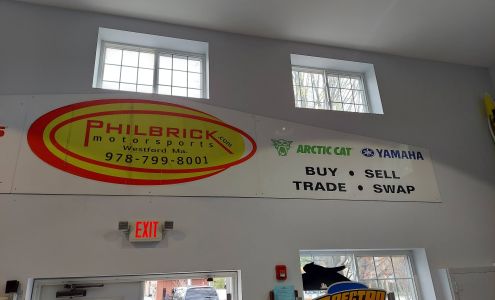 PHILBRICK.com
motorsports
Westford Ma.
978-799-8001
ARCTIC CAT YAMAHA
BUY • SELL
TRADE • SWAP
EXIT